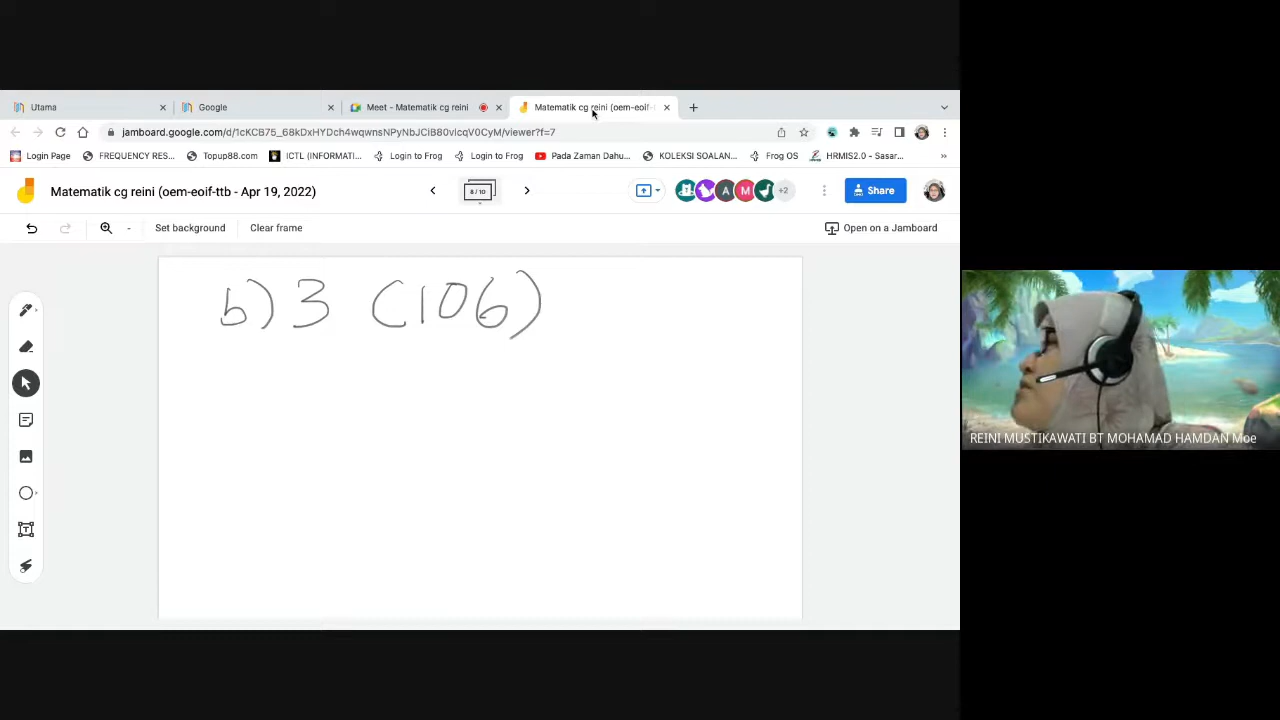 Utama
Google
Meet - Matematik cg reini
Matematik cg reini (oem-eoif-
jamboard.google.com/d/1cKCB75_68kDxHYDch4wqwnsNPyNbJCiB80vIcqV0CyM/viewer?f=7
Login Page
FREQUENCY RES...
Topup88.com
ICTL (INFORMATI...
Login to Frog
Login to Frog
Pada Zaman Dahu...
KOLEKSI SOALAN...
Frog OS
HRMIS2.0 - Sasar...
»
Matematik cg reini (oem-eoif-ttb - Apr 19, 2022)
8 / 10
A
M
+2
Share
Set background
Clear frame
Open on a Jamboard
b) 3 (106)
REINI MUSTIKAWATI BT MOHAMAD HAMDAN Moe